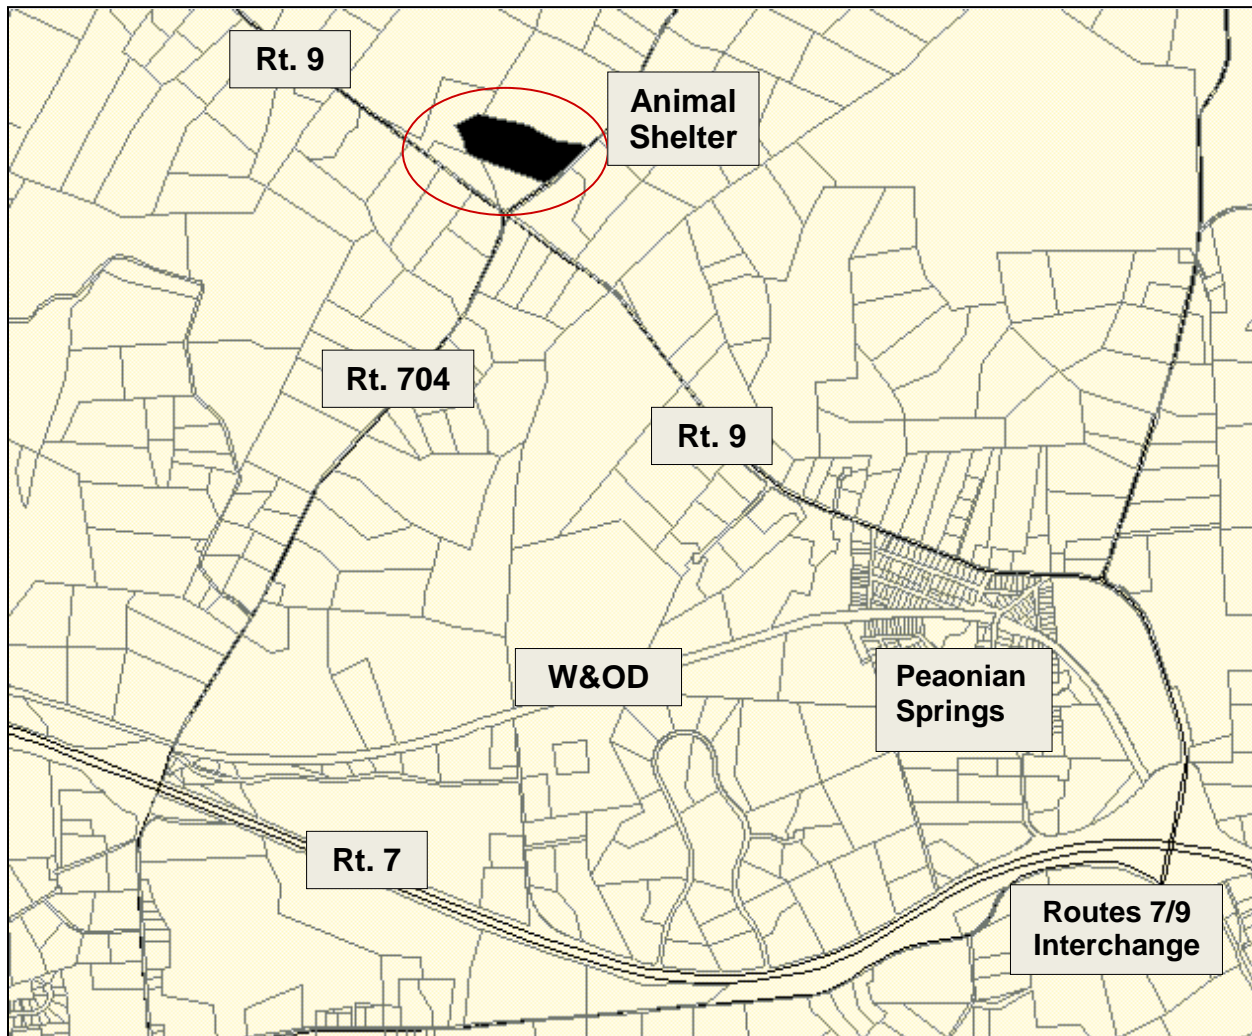 Rt. 9
Animal
Shelter
Rt. 704
Rt. 9
W&OD
Peaonian
Springs
Rt. 7
Routes 7/9
Interchange